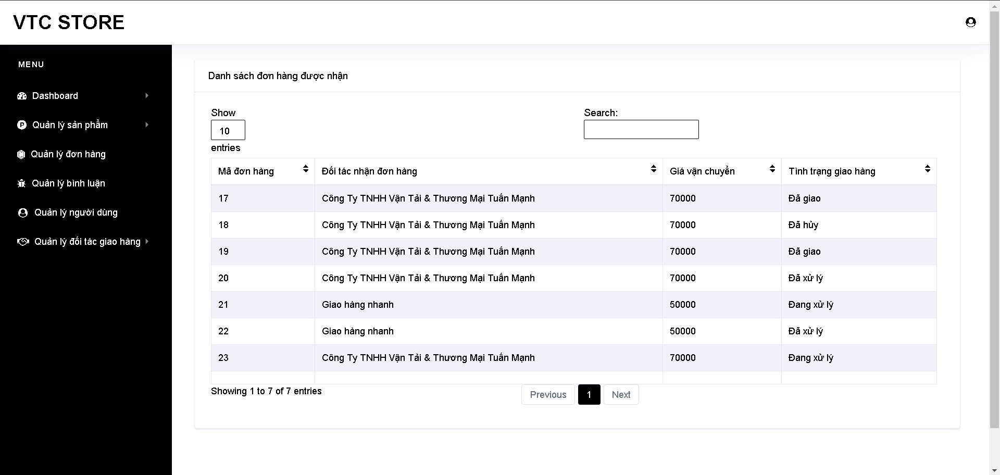 VTC STORE
MENU
Dashboard
Quản lý sản phẩm
Quản lý đơn hàng
Quản lý bình luận
Quản lý người dùng
Quản lý đối tác giao hàng
Danh sách đơn hàng được nhận
Show
10
entries
Search:
Mã đơn hàng Đối tác nhận đơn hàng Giá vận chuyển Tình trạng giao hàng
17 Công Ty TNHH Vận Tải & Thương Mại Tuấn Mạnh 70000 Đã giao
18 Công Ty TNHH Vận Tải & Thương Mại Tuấn Mạnh 70000 Đã hủy
19 Công Ty TNHH Vận Tải & Thương Mại Tuấn Mạnh 70000 Đã giao
20 Công Ty TNHH Vận Tải & Thương Mại Tuấn Mạnh 70000 Đã xử lý
21 Giao hàng nhanh 50000 Đang xử lý
22 Giao hàng nhanh 50000 Đã xử lý
23 Công Ty TNHH Vận Tải & Thương Mại Tuấn Mạnh 70000 Đang xử lý
Showing 1 to 7 of 7 entries
Previous 1 Next